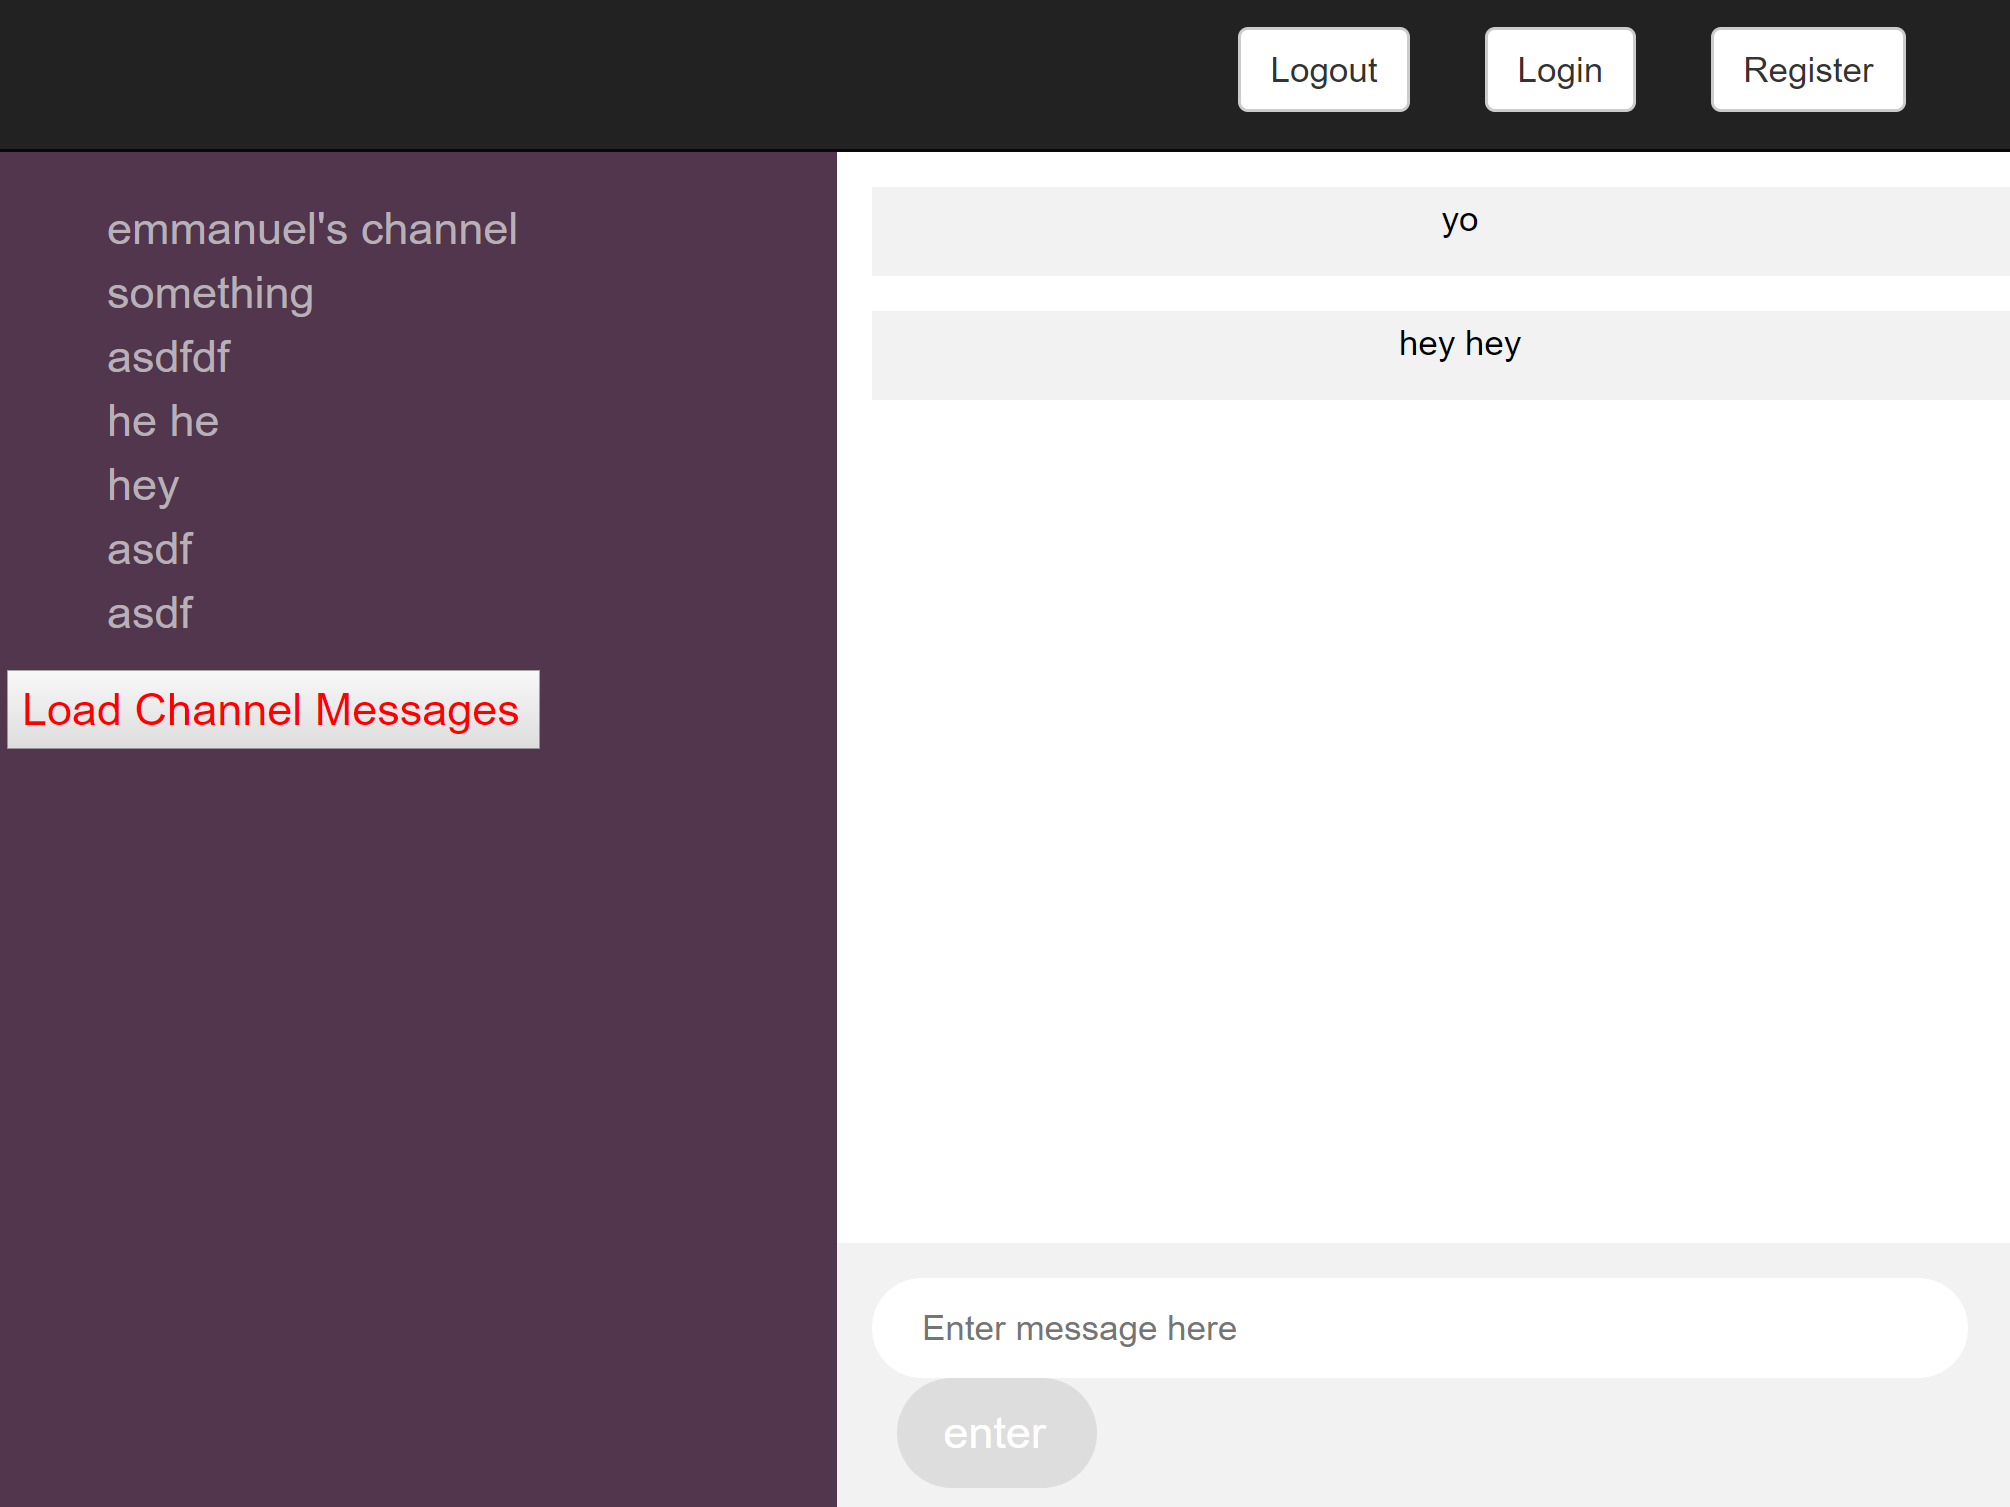 Logout Login Register
emmanuel's channel
something
asdfdf
he he
hey
asdf
asdf
Load Channel Messages
yo
hey hey
Enter message here
enter